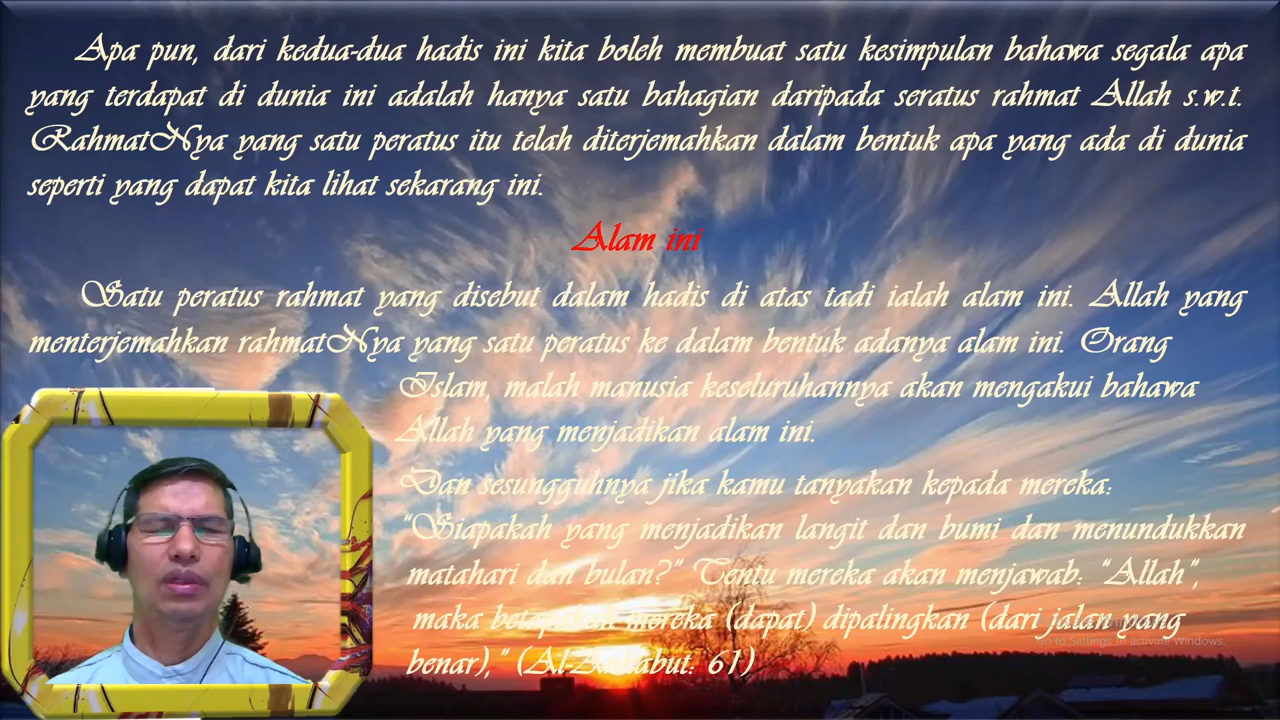 Apa pun, dari kedua-dua hadis ini kita boleh membuat satu kesimpulan bahawa segala apa
yang terdapat di dunia ini adalah hanya satu bahagian daripada seratus rahmat Allah s.w.t.
RahmatNya yang satu peratus itu telah diterjemahkan dalam bentuk apa yang ada di dunia
seperti yang dapat kita lihat sekarang ini.
Alam ini
Satu peratus rahmat yang disebut dalam hadis di atas tadi ialah alam ini. Allah yang
menterjemahkan rahmatNya yang satu peratus ke dalam bentuk adanya alam ini. Orang
Islam, malah manusia keseluruhannya akan mengakui bahawa
Allah yang menjadikan alam ini.
Dan sesungguhnya jika kamu tanyakan kepada mereka:
"Siapakah yang menjadikan langit dan bumi dan menundukkan
matahari dan bulan?" Tentu mereka akan menjawab: "Allah",
maka mereka (dapat) dipalingkan (dari jalan yang
Go to Settings to activate Windows.
benar)," 61)